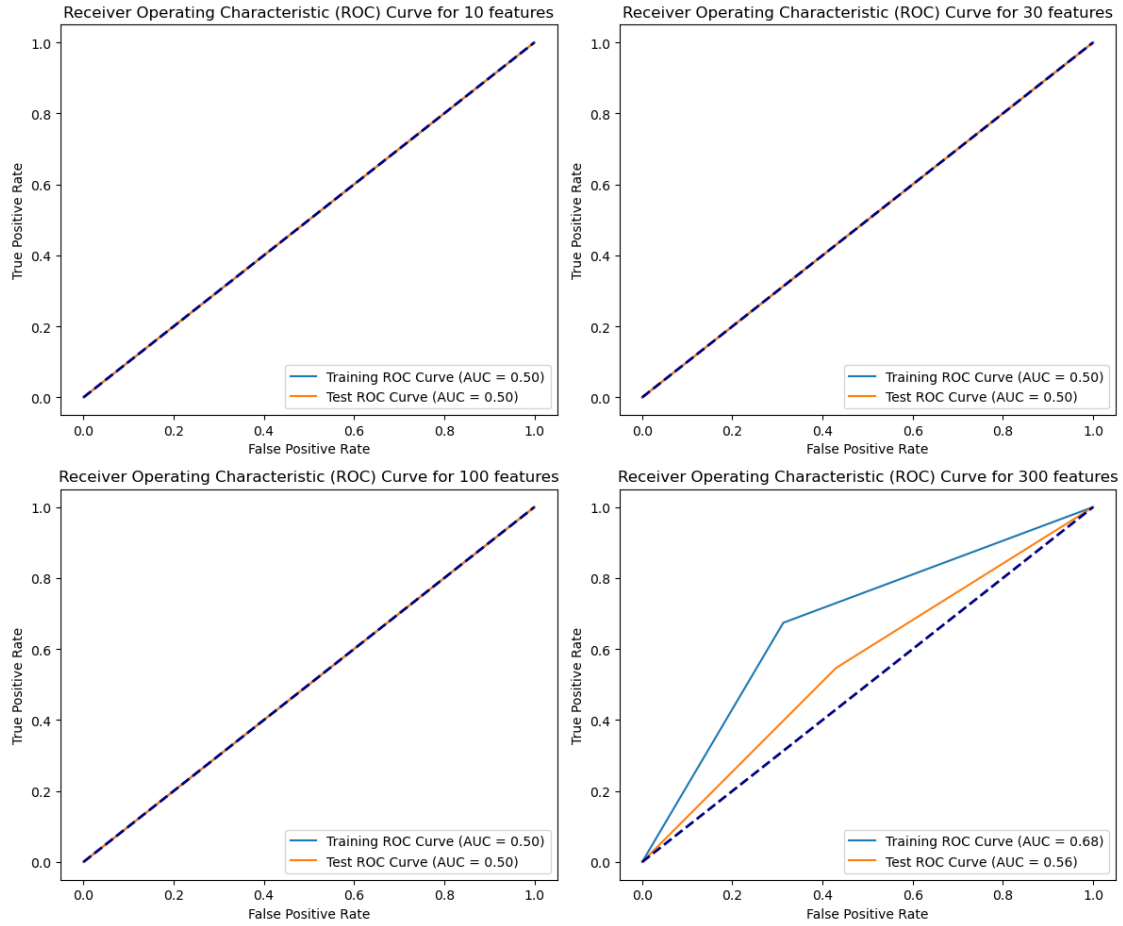 Receiver Operating Characteristic (ROC) Curve for 10 features
1.0
0.8
0.6
0.4
0.2
0.0
True Positive Rate
Training ROC Curve (AUC = 0.50)
Test ROC Curve (AUC = 0.50)
0.0 0.2 0.4 0.6 0.8 1.0
False Positive Rate
Receiver Operating Characteristic (ROC) Curve for 30 features
1.0
0.8
0.6
0.4
0.2
0.0
True Positive Rate
Training ROC Curve (AUC = 0.50)
Test ROC Curve (AUC = 0.50)
0.0 0.2 0.4 0.6 0.8 1.0
False Positive Rate
Receiver Operating Characteristic (ROC) Curve for 100 features
1.0
0.8
0.6
0.4
0.2
0.0
True Positive Rate
Training ROC Curve (AUC = 0.50)
Test ROC Curve (AUC = 0.50)
0.0 0.2 0.4 0.6 0.8 1.0
False Positive Rate
Receiver Operating Characteristic (ROC) Curve for 300 features
1.0
0.8
0.6
0.4
0.2
0.0
True Positive Rate
Training ROC Curve (AUC = 0.68)
Test ROC Curve (AUC = 0.56)
0.0 0.2 0.4 0.6 0.8 1.0
False Positive Rate